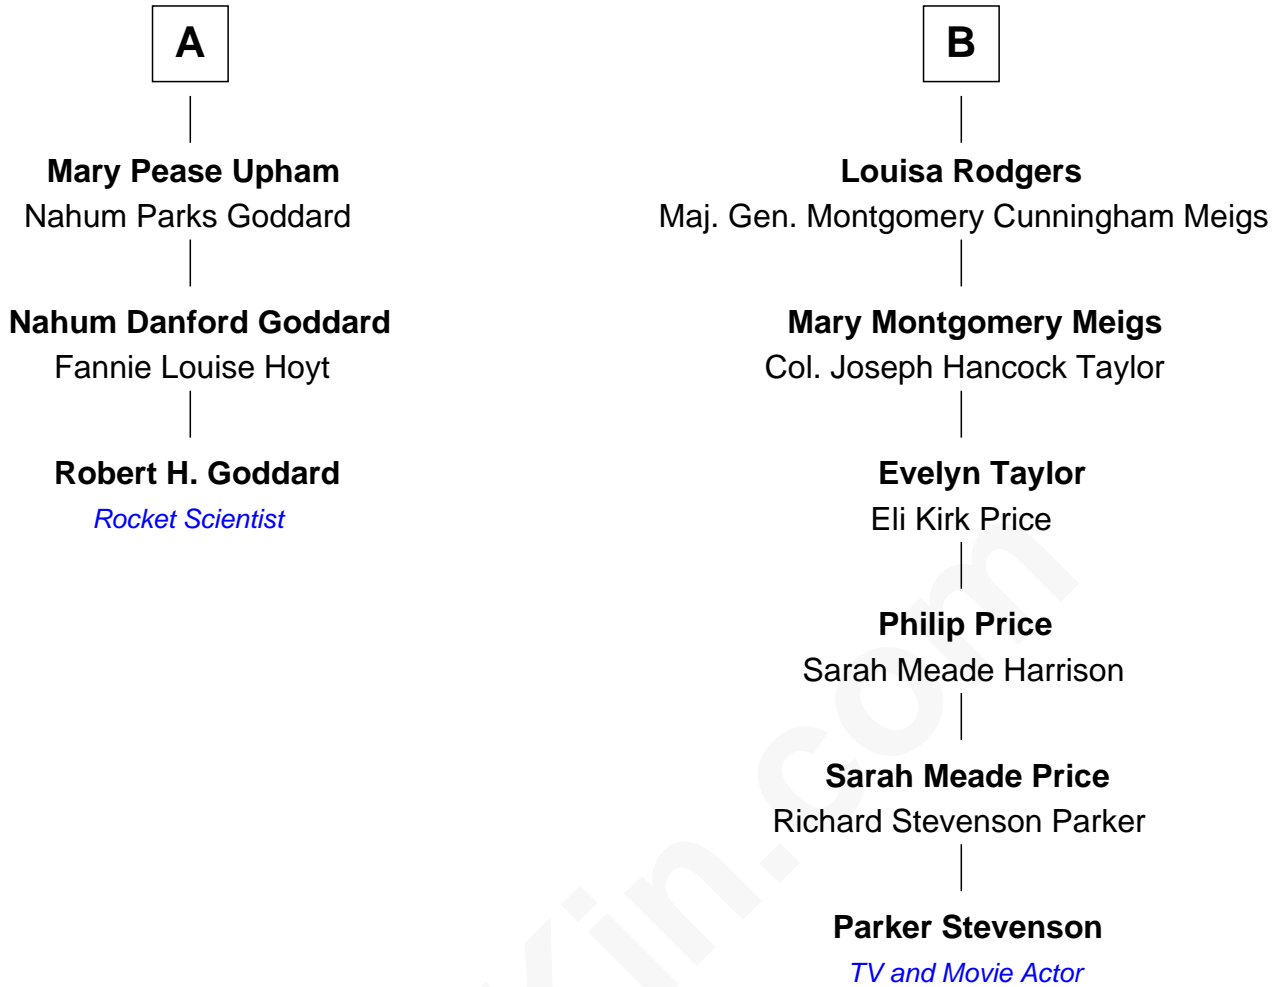 A
Mary Pease Upham
Nahum Parks Goddard
Nahum Danford Goddard
Fannie Louise Hoyt
Robert H. Goddard
Rocket Scientist
B
Louisa Rodgers
Maj. Gen. Montgomery Cunningham Meigs
Mary Montgomery Meigs
Col. Joseph Hancock Taylor
Evelyn Taylor
Eli Kirk Price
Philip Price
Sarah Meade Harrison
Sarah Meade Price
Richard Stevenson Parker
Parker Stevenson
TV and Movie Actor
Kin.com